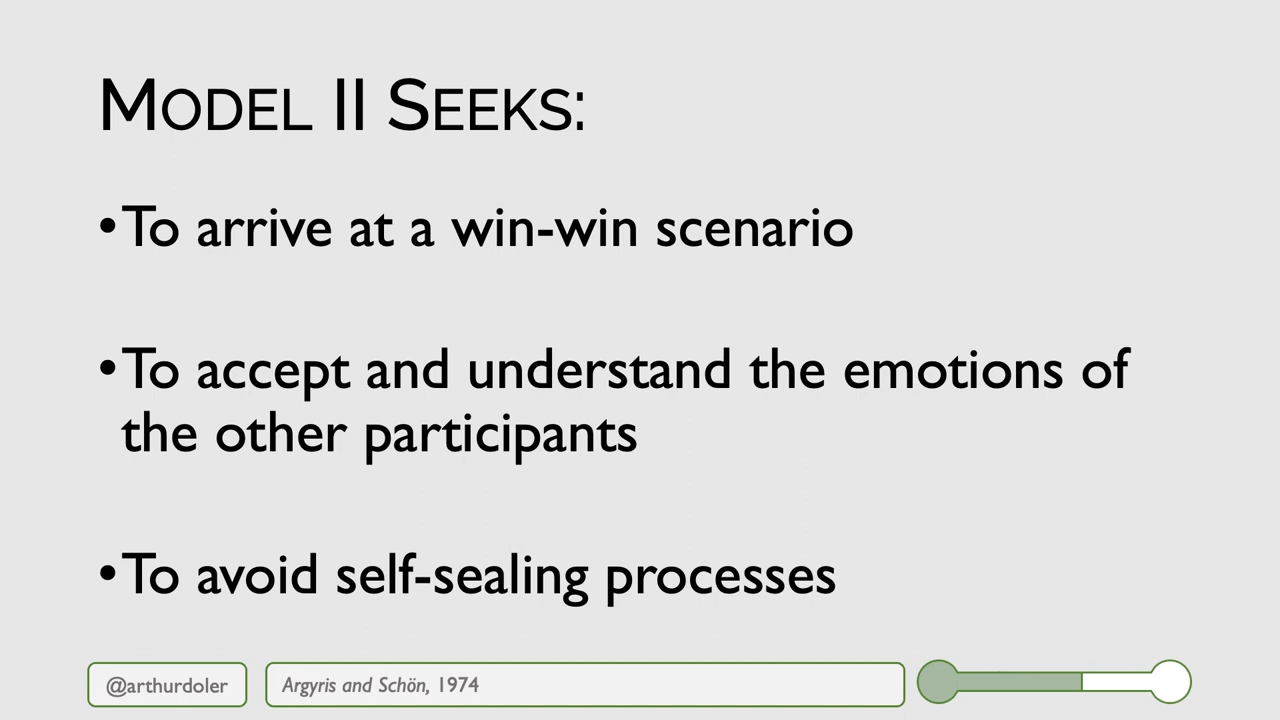 Model II Seeks:
•To arrive at a win-win scenario
•To accept and understand the emotions of
the other participants
•To avoid self-sealing processes
@arthurdoler
Argyris and Schön, 1974